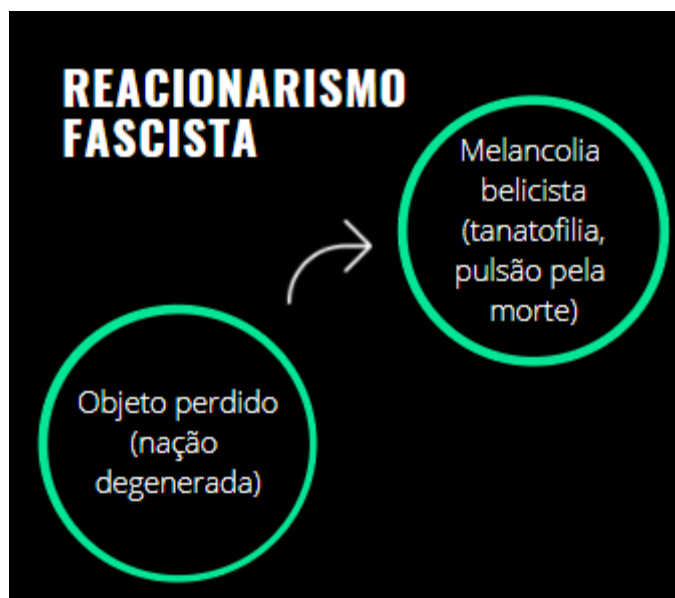 REACIONARISMO
FASCISTA
Melancolia
belicista
(tanatofilia,
pulsão pela
morte)
Objeto perdido
(nação
degenerada)